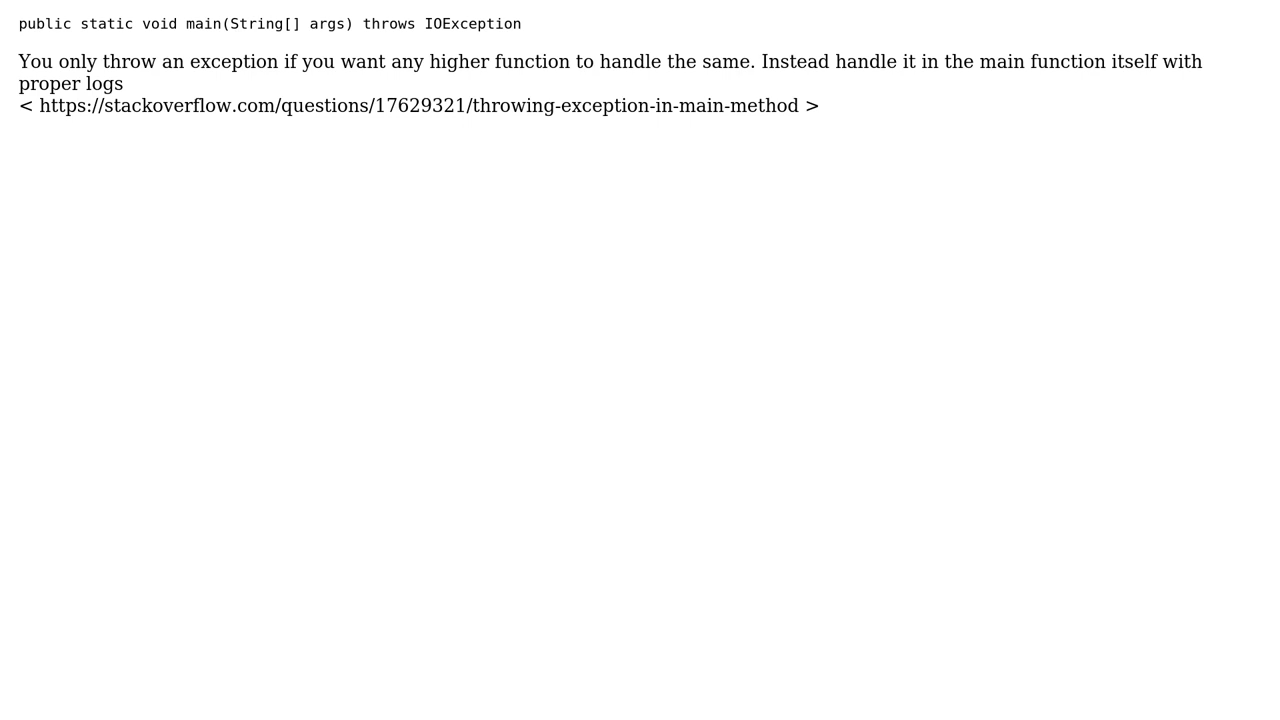 public static void main(String[] args) throws IOException
You only throw an exception if you want any higher function to handle the same. Instead handle it in the main function itself with
proper logs
< https://stackoverflow.com/questions/17629321/throwing-exception-in-main-method >